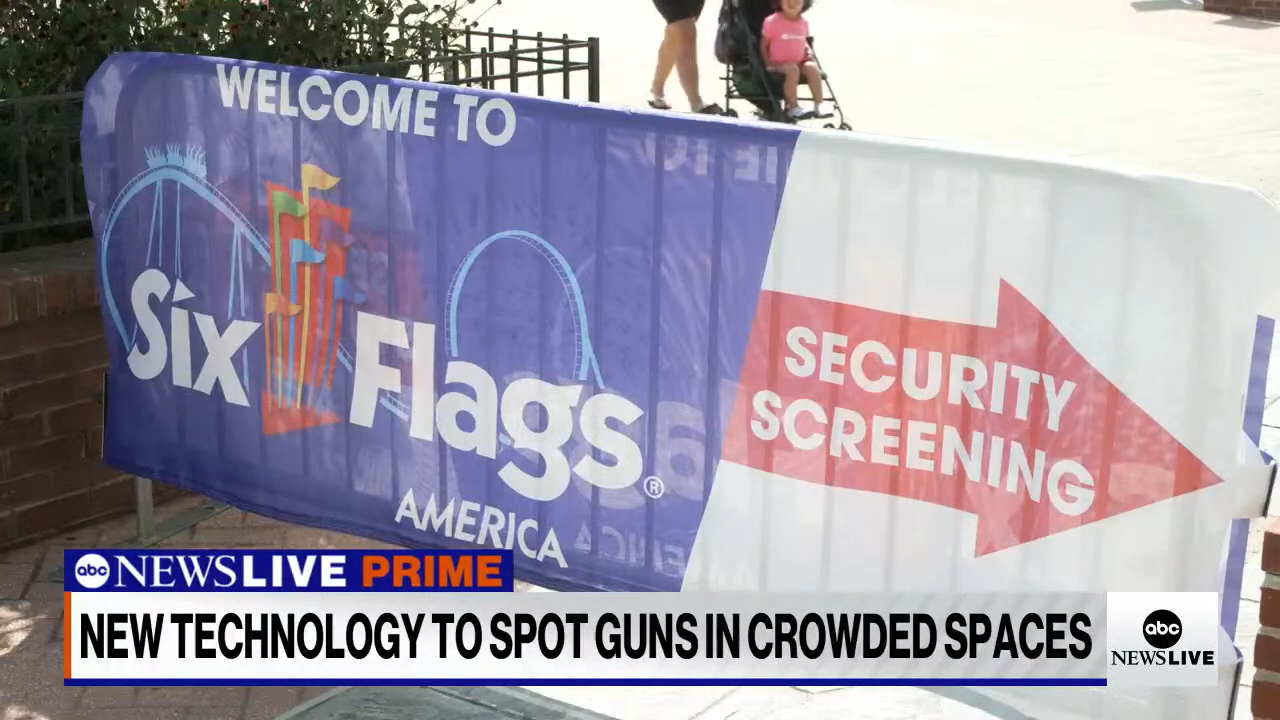 WELCOME TO
Six Flags®
AMERICA
SECURITY
SCREENING
abc NEWS LIVE PRIME
NEW TECHNOLOGY TO SPOT GUNS IN CROWDED SPACES
abc
NEWS LIVE